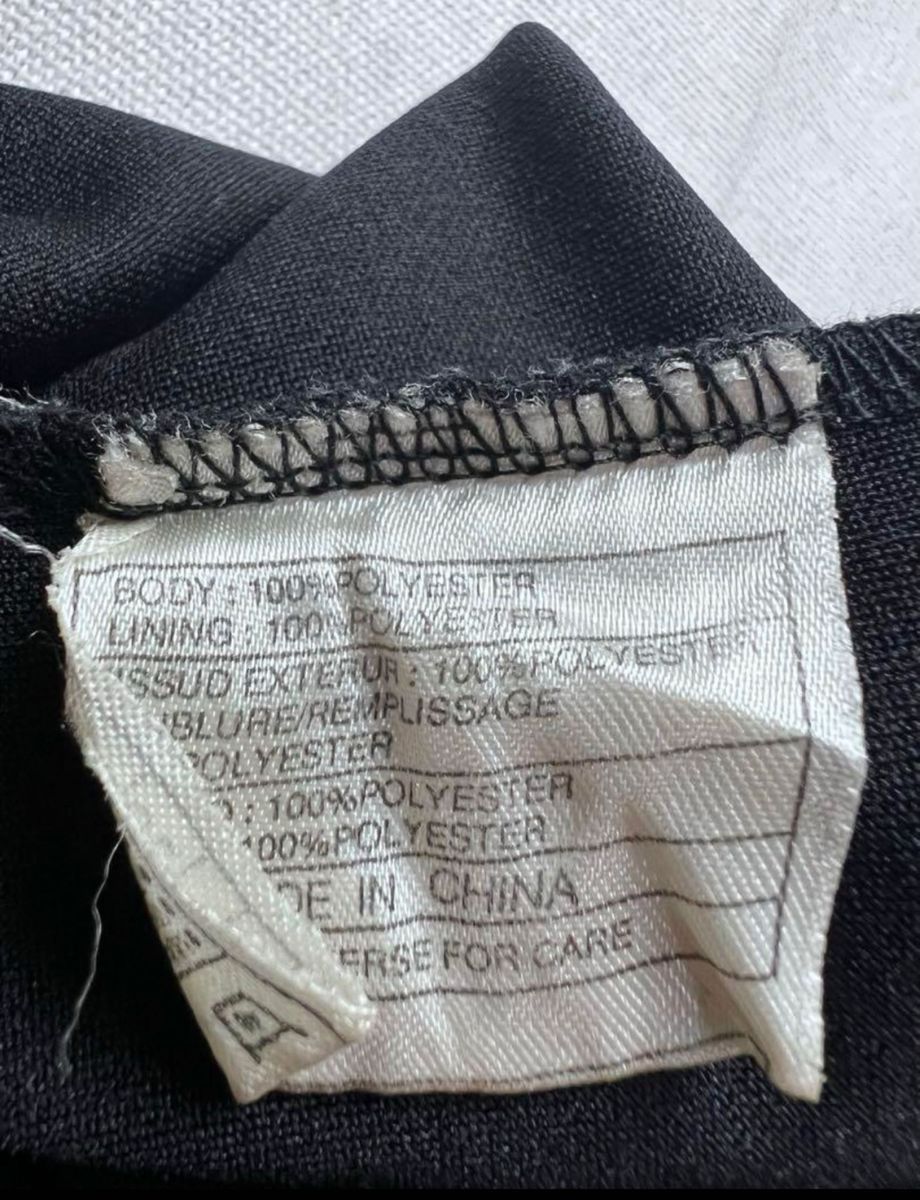 BODY : 100%POLYESTER
LINING : 100%POLYESTER
ISSUD EXTERUR : 100%POLYESTER
BLURE/REMPLISSAGE
POLYESTER
: 100%POLYESTER
100%POLYESTER
DE IN CHINA
ERSE FOR CARE